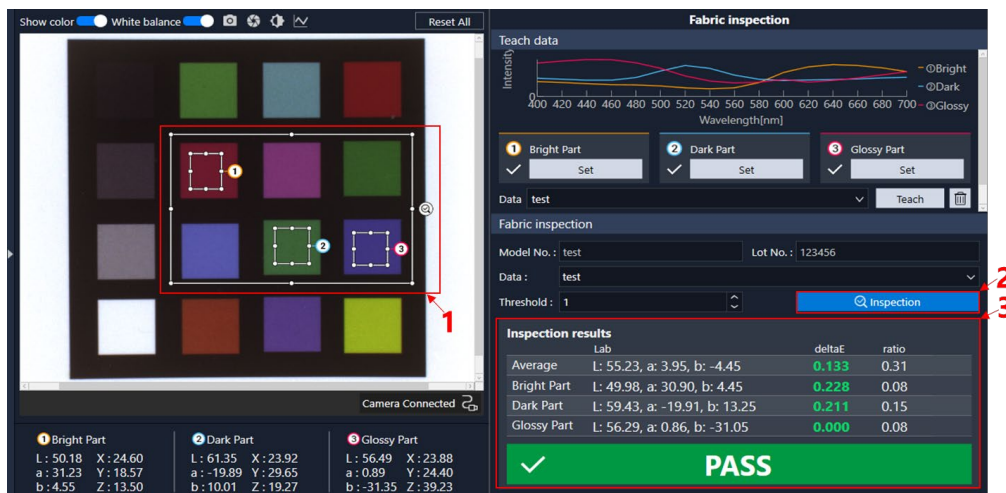 Show color White balance Reset All
1
2
3
1
Camera Connected
1 Bright Part
L : 50.18 X : 24.60
a : 31.23 Y : 18.57
b : 4.55 Z : 13.50
2 Dark Part
L : 61.35 X : 23.92
a : -19.89 Y : 29.65
b : 10.01 Z : 19.27
3 Glossy Part
L : 56.49 X : 23.88
a : 0.89 Y : 24.40
b : -31.35 Z : 39.23
Fabric inspection
Teach data
Intensity
0
400 420 440 460 480 500 520 540 560 580 600 620 640 660 680 700
Wavelength[nm]
①Bright
②Dark
③Glossy
1 Bright Part
Set
2 Dark Part
Set
3 Glossy Part
Set
Data test Teach
Fabric inspection
Model No. : test Lot No. : 123456
Data : test
Threshold : 1 Inspection
2
3
Inspection results
Lab deltaE ratio
Average L: 55.23, a: 3.95, b: -4.45 0.133 0.31
Bright Part L: 49.98, a: 30.90, b: 4.45 0.228 0.08
Dark Part L: 59.43, a: -19.91, b: 13.25 0.211 0.15
Glossy Part L: 56.29, a: 0.86, b: -31.05 0.000 0.08
PASS